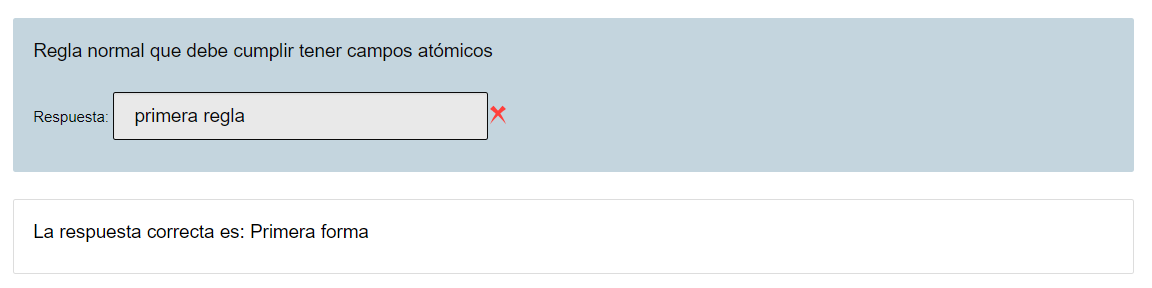 Regla normal que debe cumplir tener campos atómicos
Respuesta: primera regla
La respuesta correcta es: Primera forma